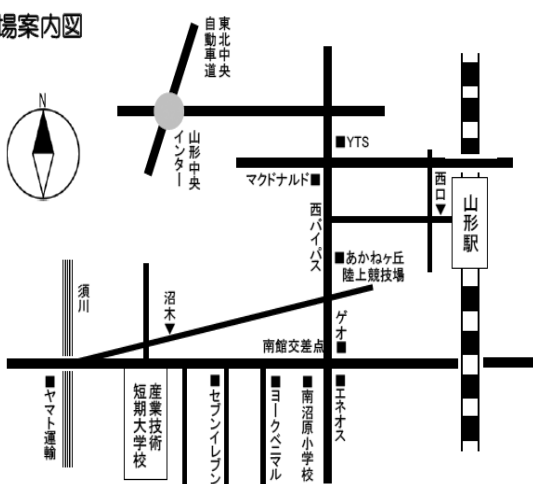 場案内図
東北中央
自動車道
N
山形中央
インター
YTS
マクドナルド
西口
山形駅
西バイパス
あかねヶ丘
陸上競技場
須川
沼木
ゲオ
南館交差点
ヤマト運輸
産業技術
短期大学校
セブンイレブン
ヨークベニマル
南沼原小学校
エネオス